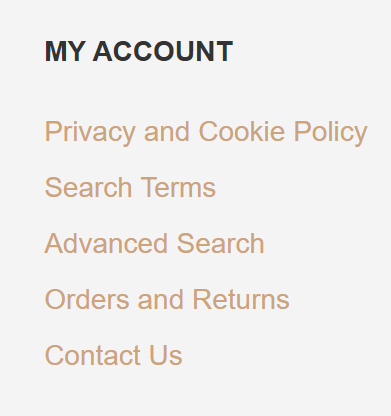 MY ACCOUNT
Privacy and Cookie Policy
Search Terms
Advanced Search
Orders and Returns
Contact Us